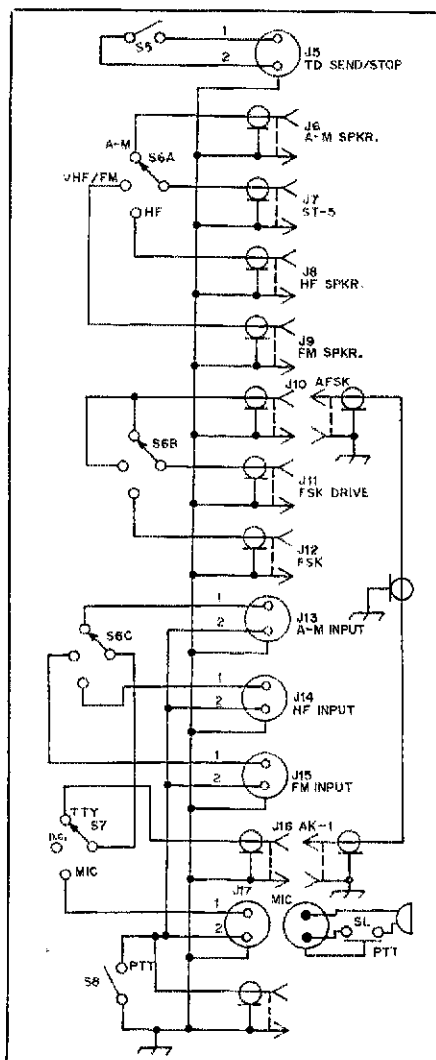 S5
1
2
J5
TD SEND/STOP
J6
A-M SPKR.
A-M
S6A
VHF/FM
HF
J7
ST-5
J8
HF SPKR.
J9
FM SPKR.
J10 AFSK
S6B
J11
FSK DRIVE
J12
FSK
1
2
J13
A-M INPUT
S6C
1
2
J14
HF INPUT
1
2
J15
FM INPUT
TTY
S7
N.C.
MIC
J16 AK-1
J17
MIC
1
2
SL
PTT
PTT
S8